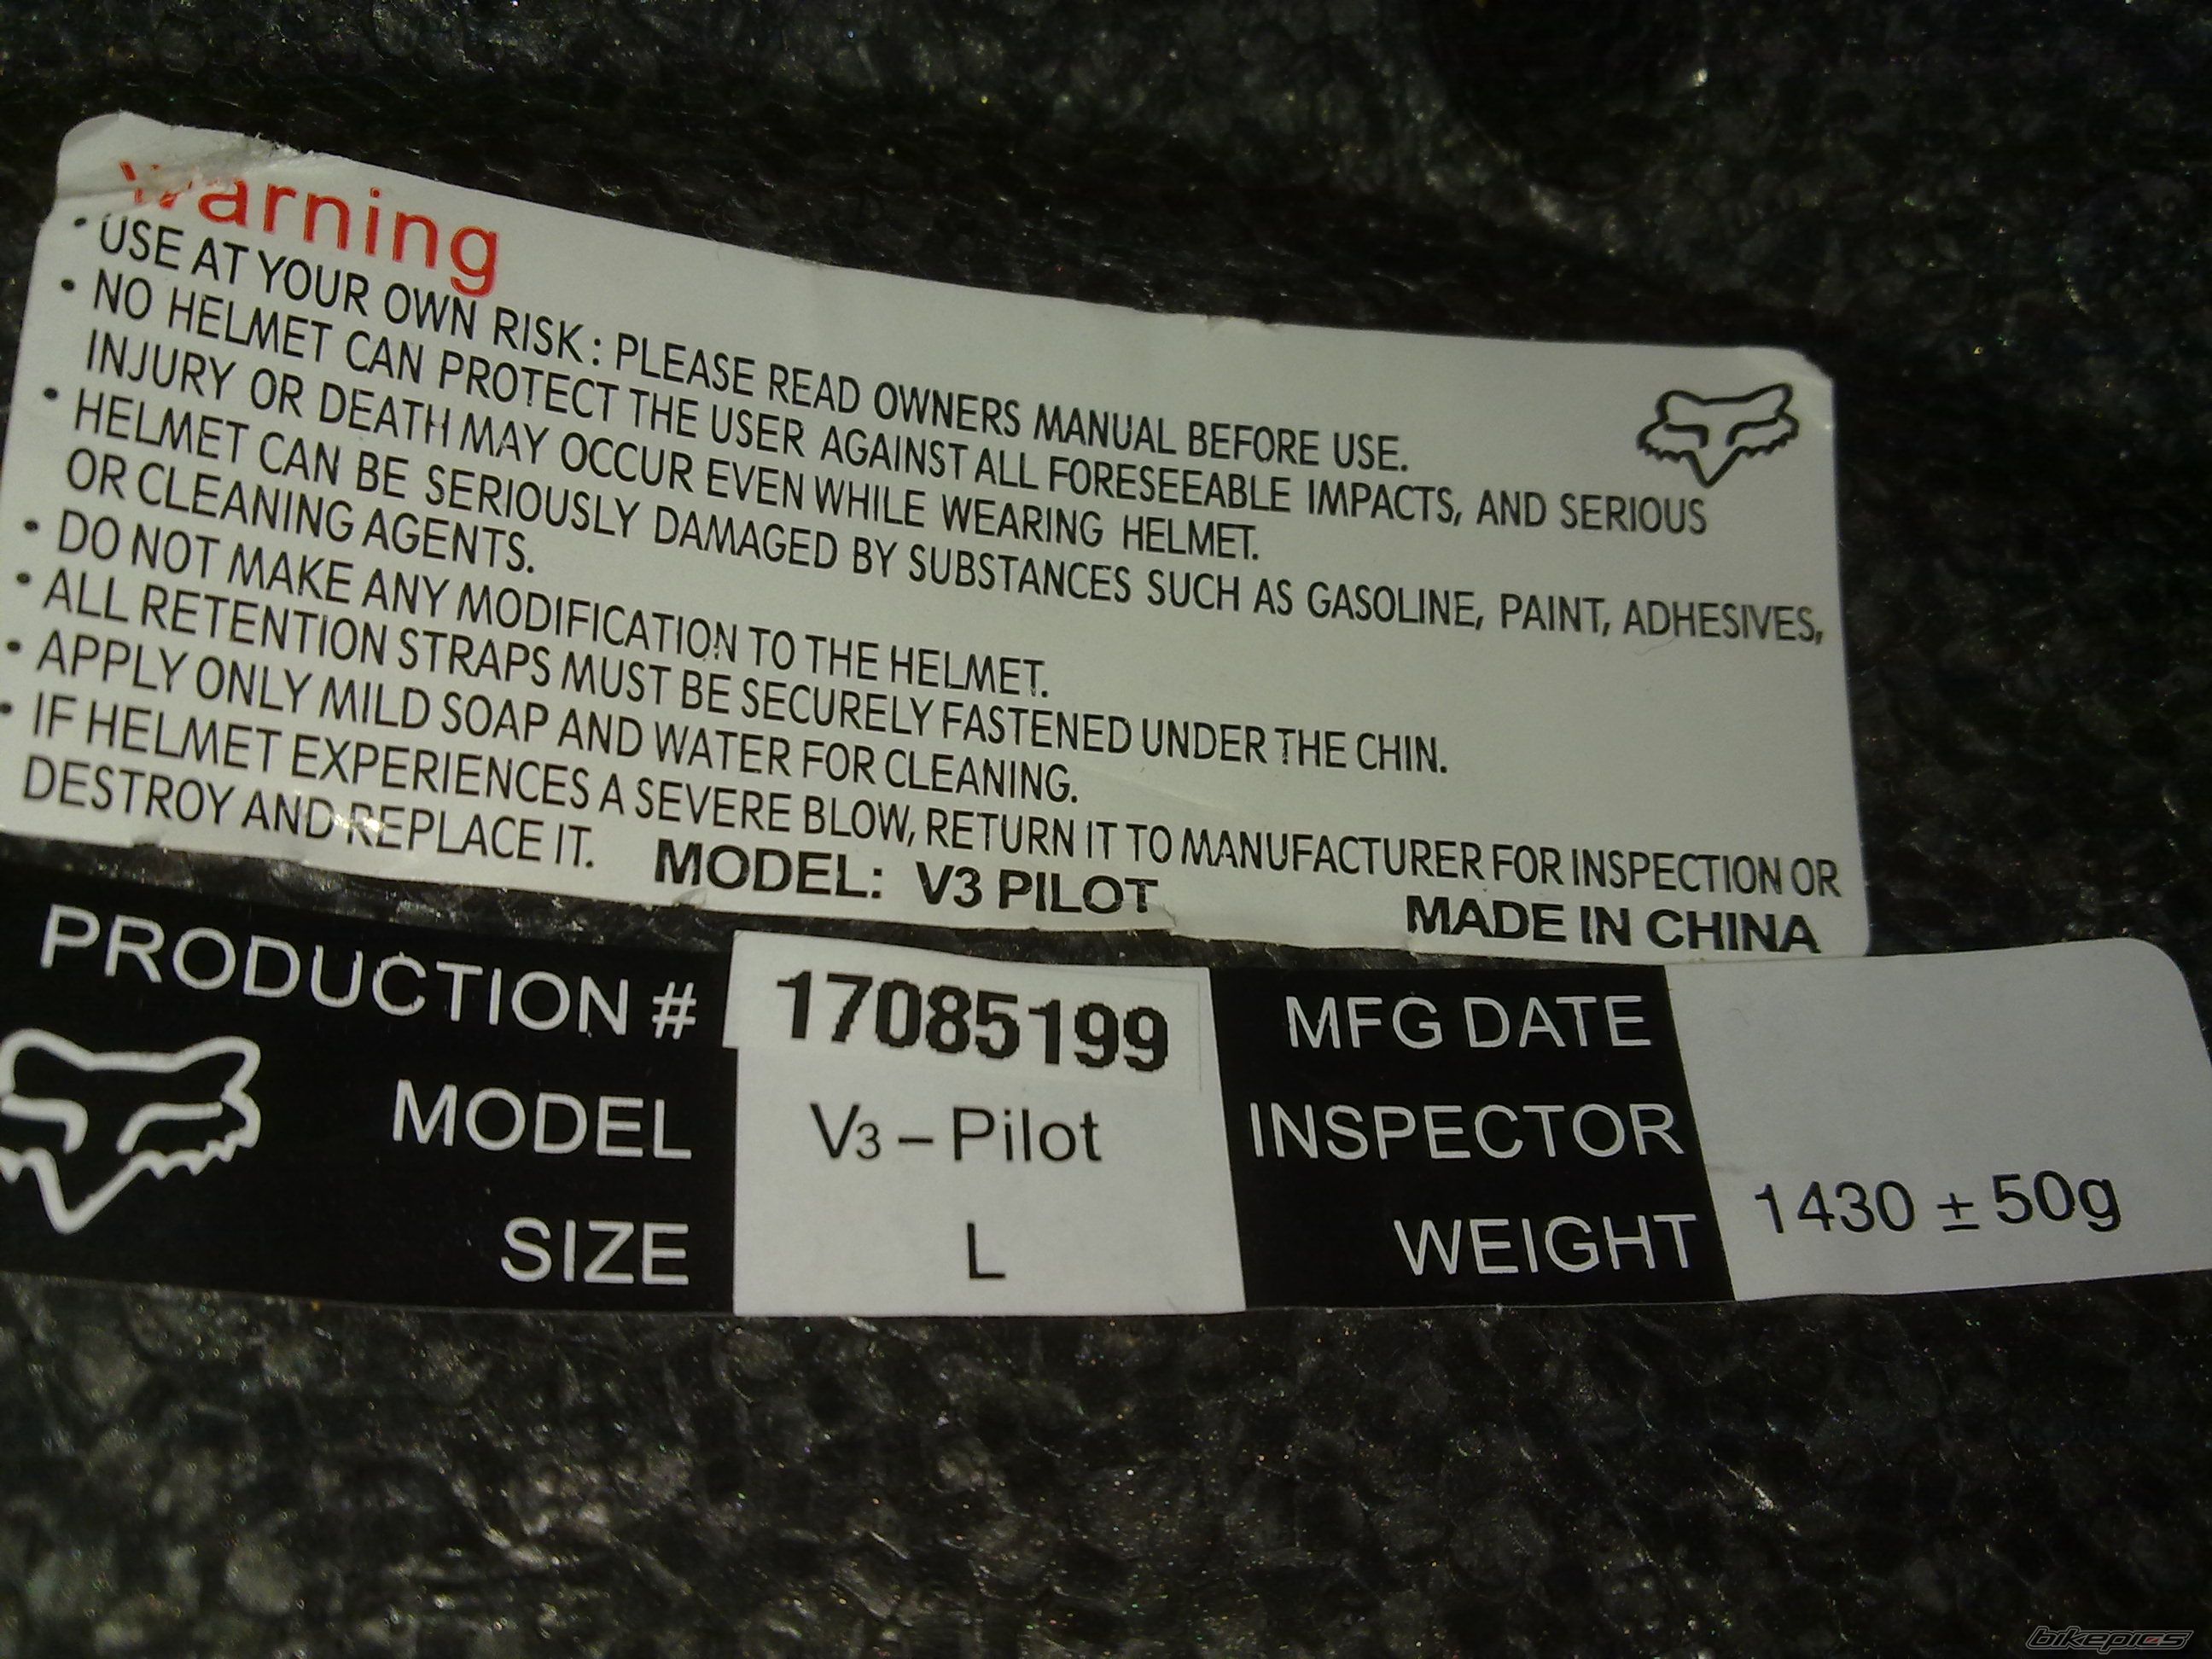 Warning
• USE AT YOUR OWN RISK: PLEASE READ OWNERS MANUAL BEFORE USE.
• NO HELMET CAN PROTECT THE USER AGAINST ALL FORESEEABLE IMPACTS, AND SERIOUS
INJURY OR DEATH MAY OCCUR EVEN WHILE WEARING HELMET.
• HELMET CAN BE SERIOUSLY DAMAGED BY SUBSTANCES SUCH AS GASOLINE, PAINT, ADHESIVES,
OR CLEANING AGENTS.
• DO NOT MAKE ANY MODIFICATION TO THE HELMET.
• ALL RETENTION STRAPS MUST BE SECURELY FASTENED UNDER THE CHIN.
• APPLY ONLY MILD SOAP AND WATER FOR CLEANING.
• IF HELMET EXPERIENCES A SEVERE BLOW, RETURN IT TO MANUFACTURER FOR INSPECTION OR
DESTROY AND REPLACE IT.
MODEL: V3 PILOT
MADE IN CHINA
PRODUCTION # 17085199
MODEL V3 – Pilot
SIZE L
MFG DATE
INSPECTOR
WEIGHT 1430 ± 50g
bikepics